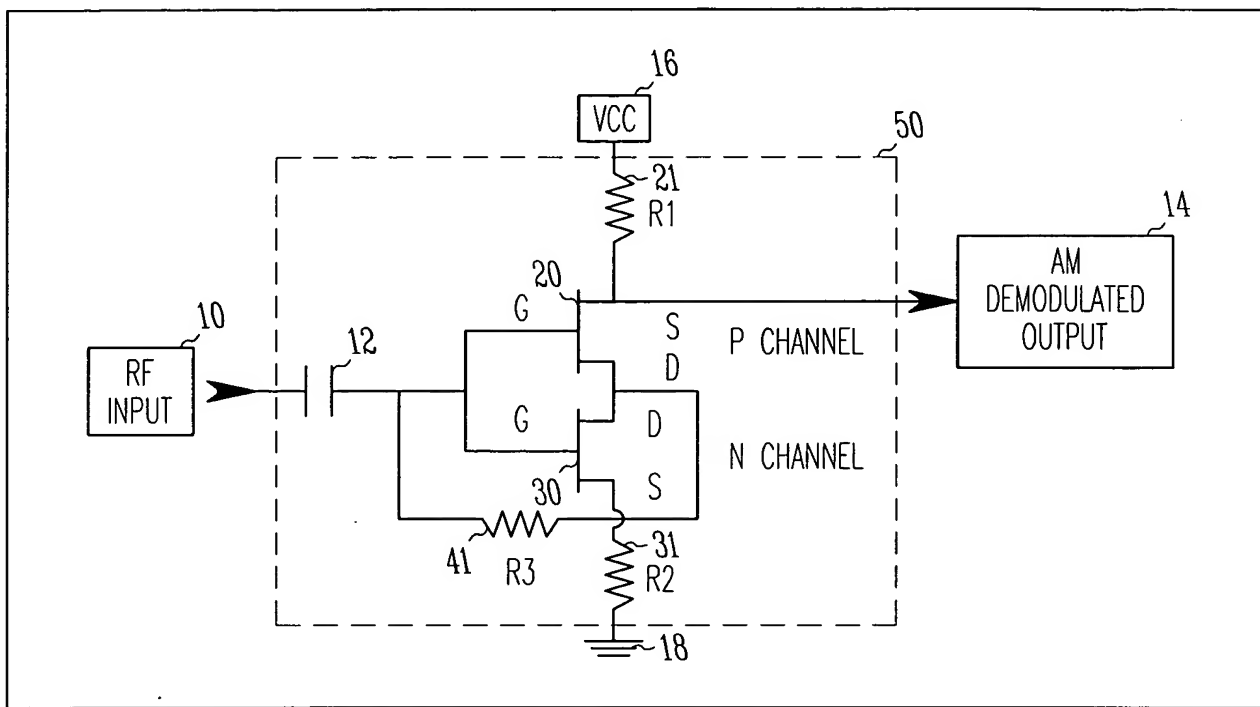 16
VCC
50
21
R1
14
AM
DEMODULATED
OUTPUT
20
G
S
P CHANNEL
D
10
RF
INPUT
12
G
D
N CHANNEL
30
S
41
R3
31
R2
18